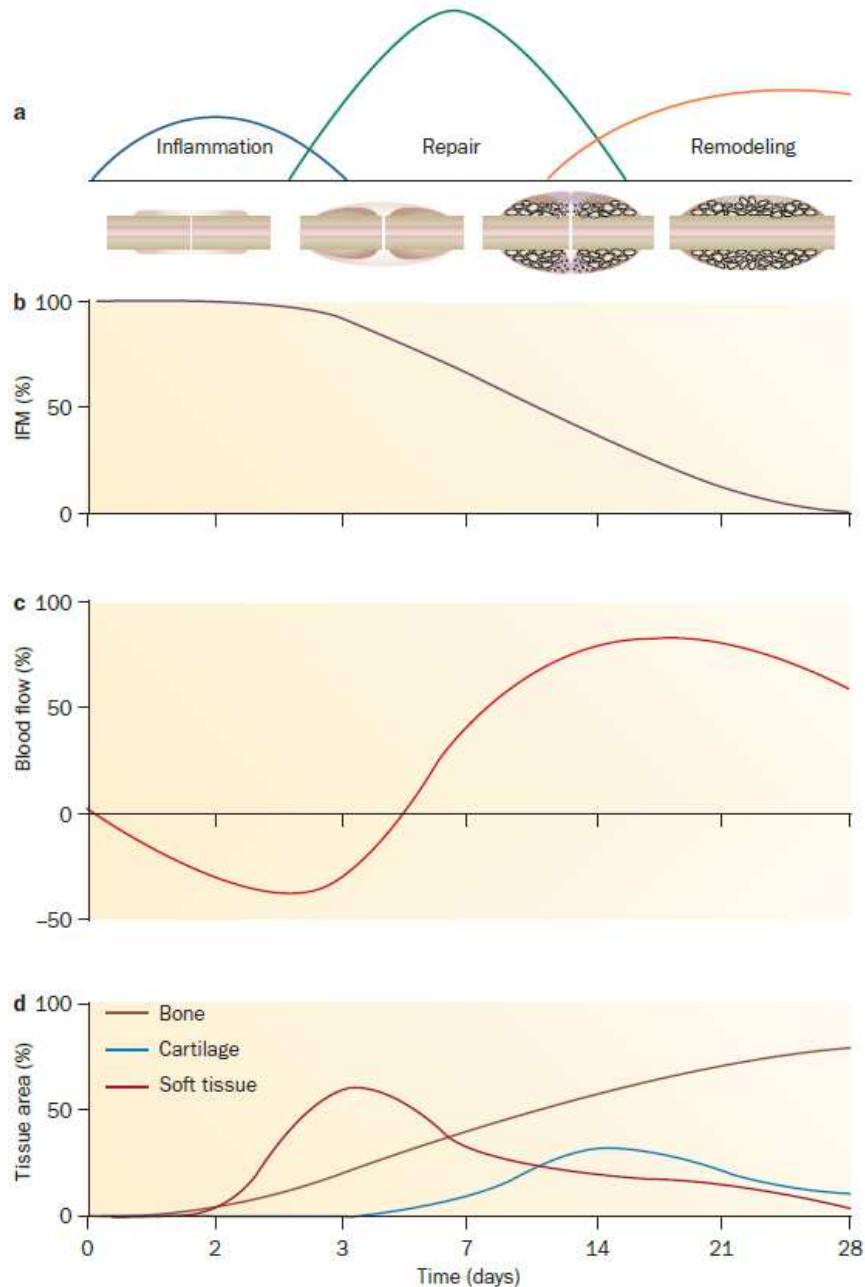 a
Inflammation Repair Remodeling
b 100
50
0
IFM (%)
c 100
50
0
–50
Blood flow (%)
d 100
50
0
Tissue area (%)
Bone
Cartilage
Soft tissue
0 2 3 7 14 21 28
Time (days)